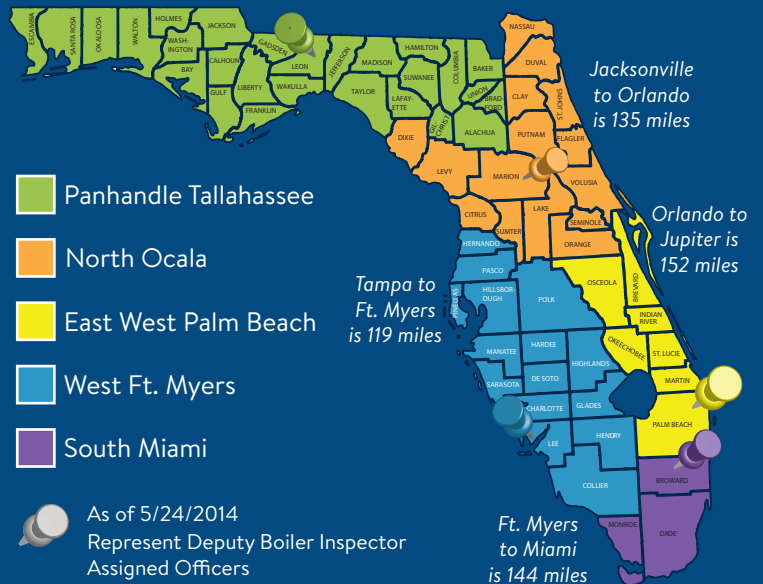 ESCAMBIA
SANTA ROSA
OKALOOSA
WALTON
HOLMES
WASH-
INGTON
JACKSON
BAY
CALHOUN
GULF
LIBERTY
GADSDEN
LEON
WAKULLA
FRANKLIN
JEFFERSON
MADISON
TAYLOR
HAMILTON
SUWANEE
LAFAY-
ETTE
COLUMBIA
BAKER
UNION
BRAD-
FORD
GIL-
CHRIST
ALACHUA
NASSAU
DUVAL
CLAY
ST. JOHNS
PUTNAM
FLAGLER
DIXIE
LEVY
MARION
VOLUSIA
CITRUS
SUMTER
LAKE
SEMINOLE
ORANGE
HERNANDO
PASCO
PINELLAS
HILLSBOR-
OUGH
POLK
OSCEOLA
BREVARD
INDIAN
RIVER
MANATEE
HARDEE
HIGHLANDS
OKEECHOBEE
ST. LUCIE
SARASOTA
DE SOTO
MARTIN
CHARLOTTE
GLADES
PALM BEACH
LEE
HENDRY
COLLIER
BROWARD
MONROE
DADE
Jacksonville
to Orlando
is 135 miles
Orlando to
Jupiter is
152 miles
Tampa to
Ft. Myers
is 119 miles
Ft. Myers
to Miami
is 144 miles
Panhandle Tallahassee
North Ocala
East West Palm Beach
West Ft. Myers
South Miami
As of 5/24/2014
Represent Deputy Boiler Inspector
Assigned Officers